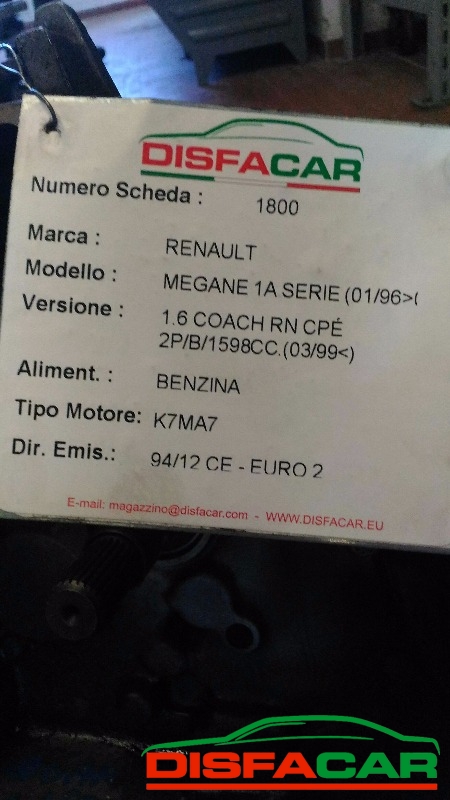 DISFACAR
Numero Scheda : 1800
Marca : RENAULT
Modello : MEGANE 1A SERIE (01/96>(
Versione : 1.6 COACH RN CPÉ
2P/B/1598CC.(03/99<)
Aliment. : BENZINA
Tipo Motore: K7MA7
Dir. Emis.: 94/12 CE - EURO 2
E-mail: magazzino@disfacar.com - WWW.DISFACAR.EU
DISFACAR